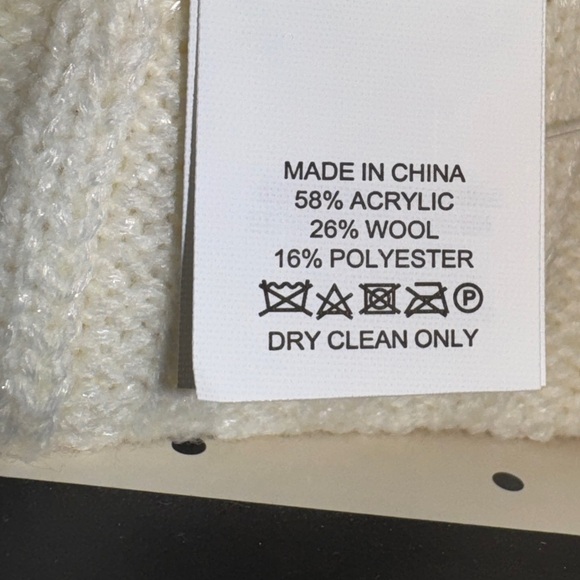 MADE IN CHINA
58% ACRYLIC
26% WOOL
16% POLYESTER
P
DRY CLEAN ONLY